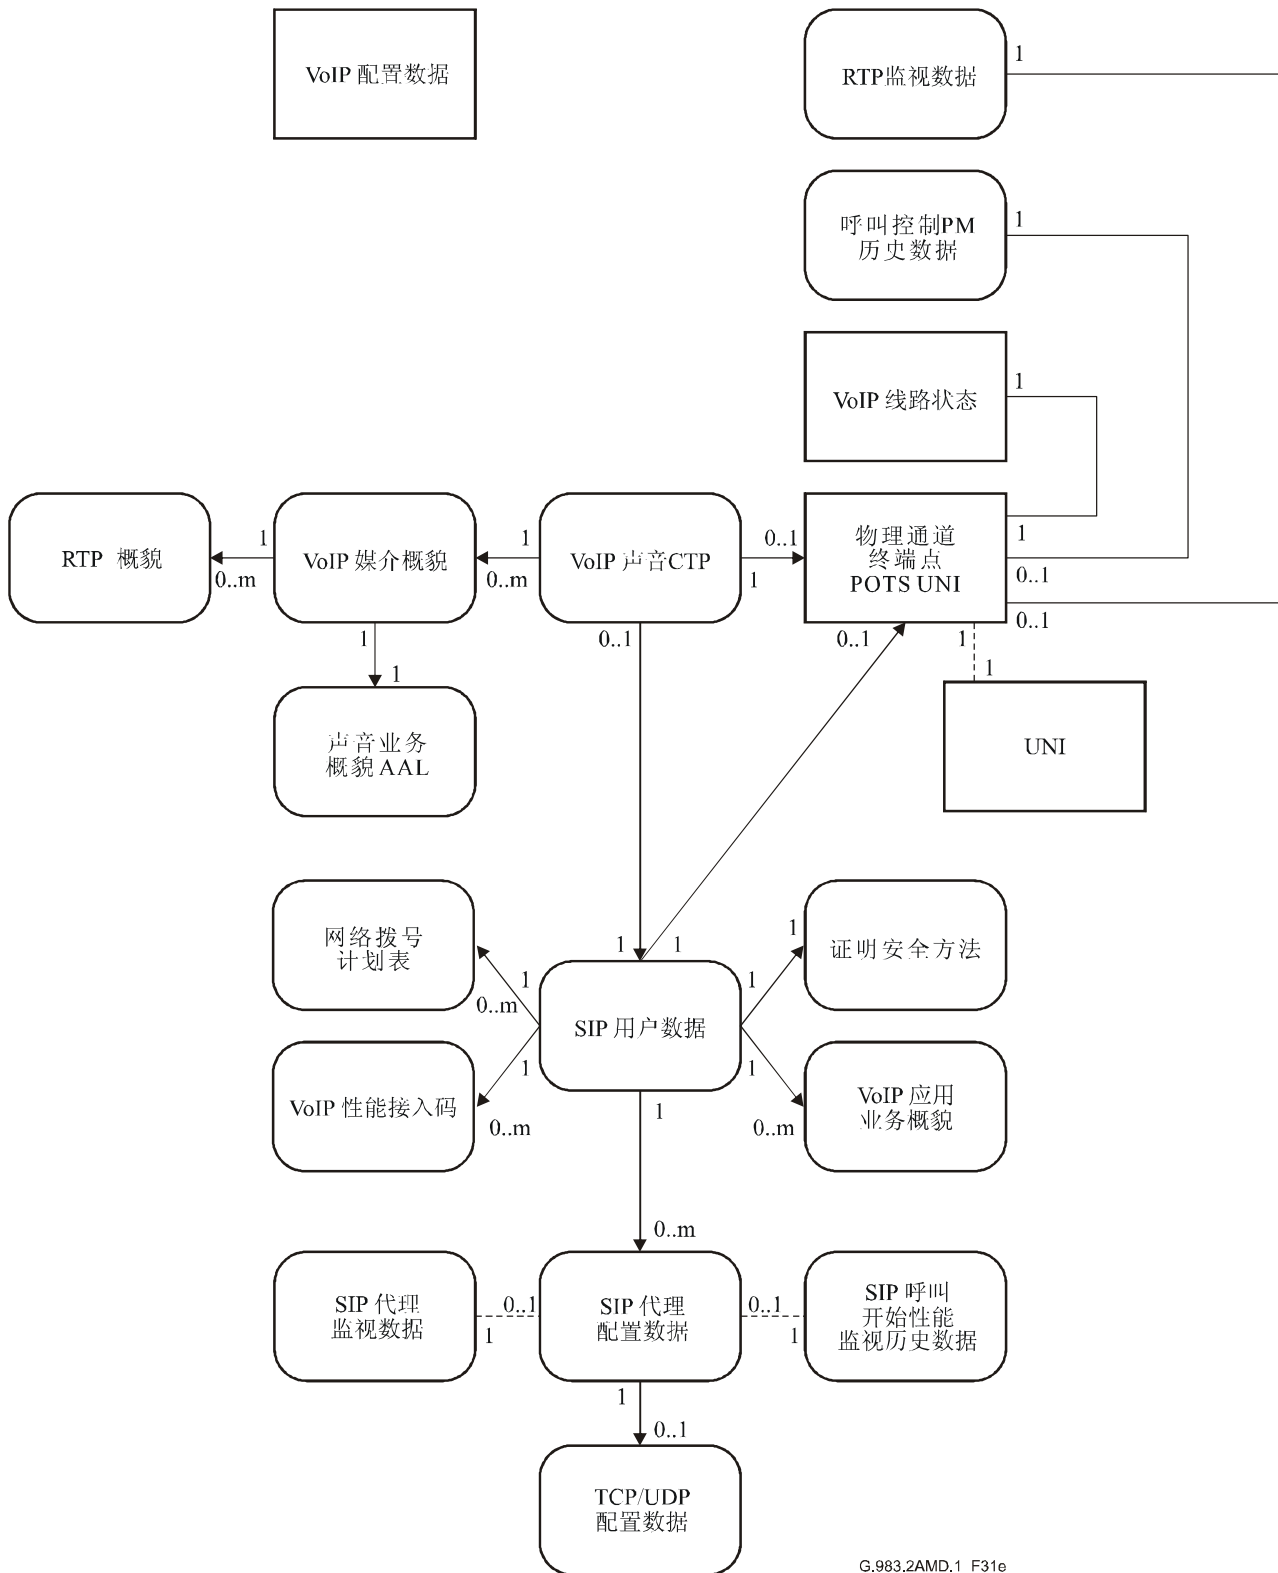 VoIP 配置数据
RTP监视数据
1
呼叫控制PM
历史数据
1
VoIP 线路状态
1
RTP 概貌
1
0..m
VoIP 媒介概貌
1
0..m
VoIP 声音CTP
0..1
1
物理通道
终端点
POTS UNI
1
0..1
0..1
1
1
0..1
0..1
1
1
声音业务
概貌AAL
UNI
网络拨号
计划表
1
0..m
1
1
1
1
证明安全方法
SIP 用户数据
VoIP 性能接入码
1
0..m
1
1
0..m
VoIP 应用
业务概貌
0..m
SIP 代理
监视数据
0..1
1
SIP 代理
配置数据
0..1
1
SIP 呼叫
开始性能
监视历史数据
1
0..1
TCP/UDP
配置数据
G.983.2AMD.1_F31e